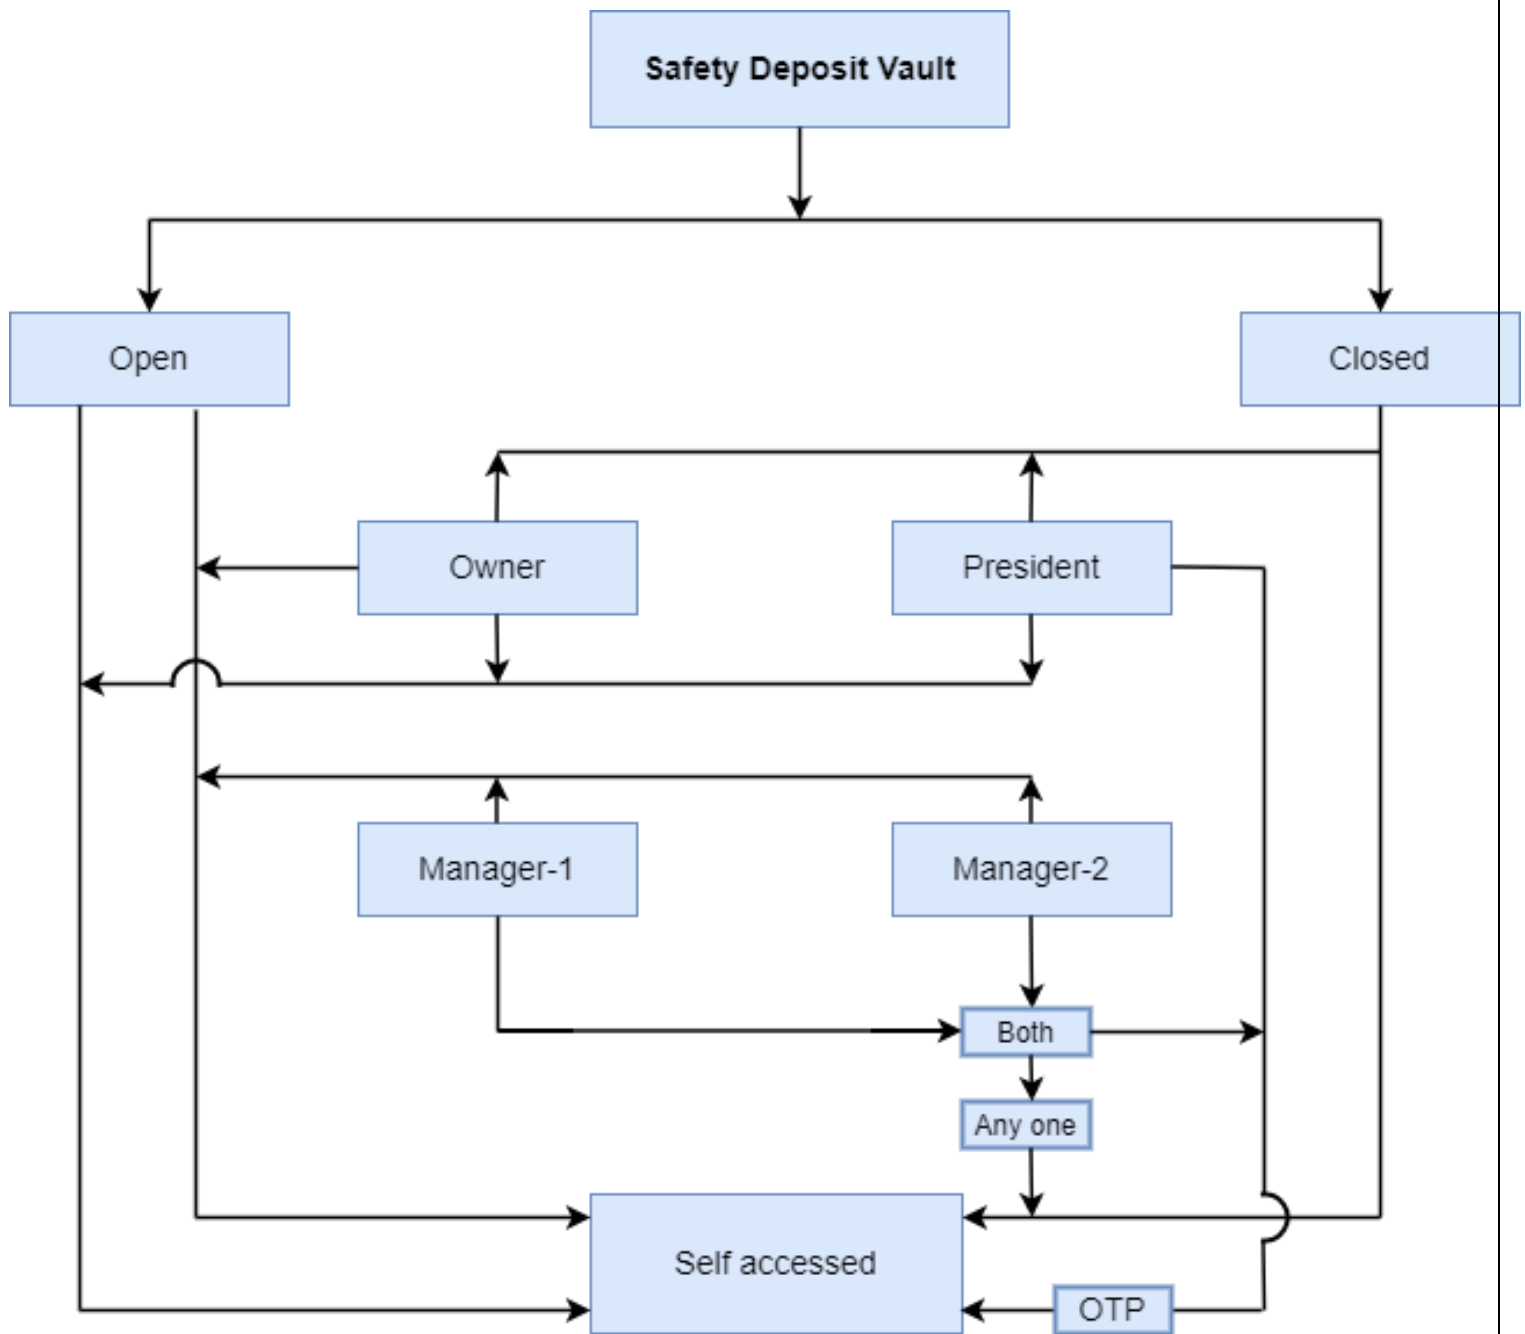 Safety Deposit Vault
Open
Closed
Owner
President
Manager-1
Manager-2
Both
Any one
Self accessed
OTP